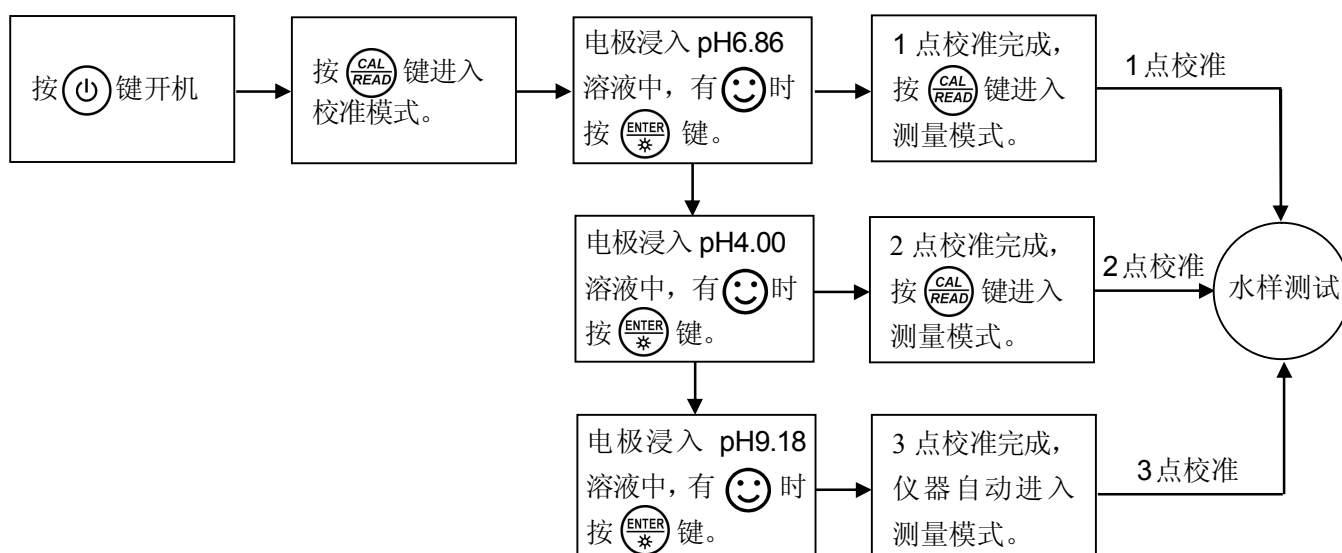 按 键开机
按 CAL READ 键进入
校准模式。
电极浸入 pH6.86
溶液中，有 时
按 ENTER 键。
1 点校准完成，
按 CAL READ 键进入
测量模式。
1点校准
电极浸入 pH4.00
溶液中，有 时
按 ENTER 键。
2 点校准完成，
按 CAL READ 键进入
测量模式。
2点校准
水样测试
电极浸入 pH9.18
溶液中，有 时
按 ENTER 键。
3 点校准完成，
仪器自动进入
测量模式。
3点校准